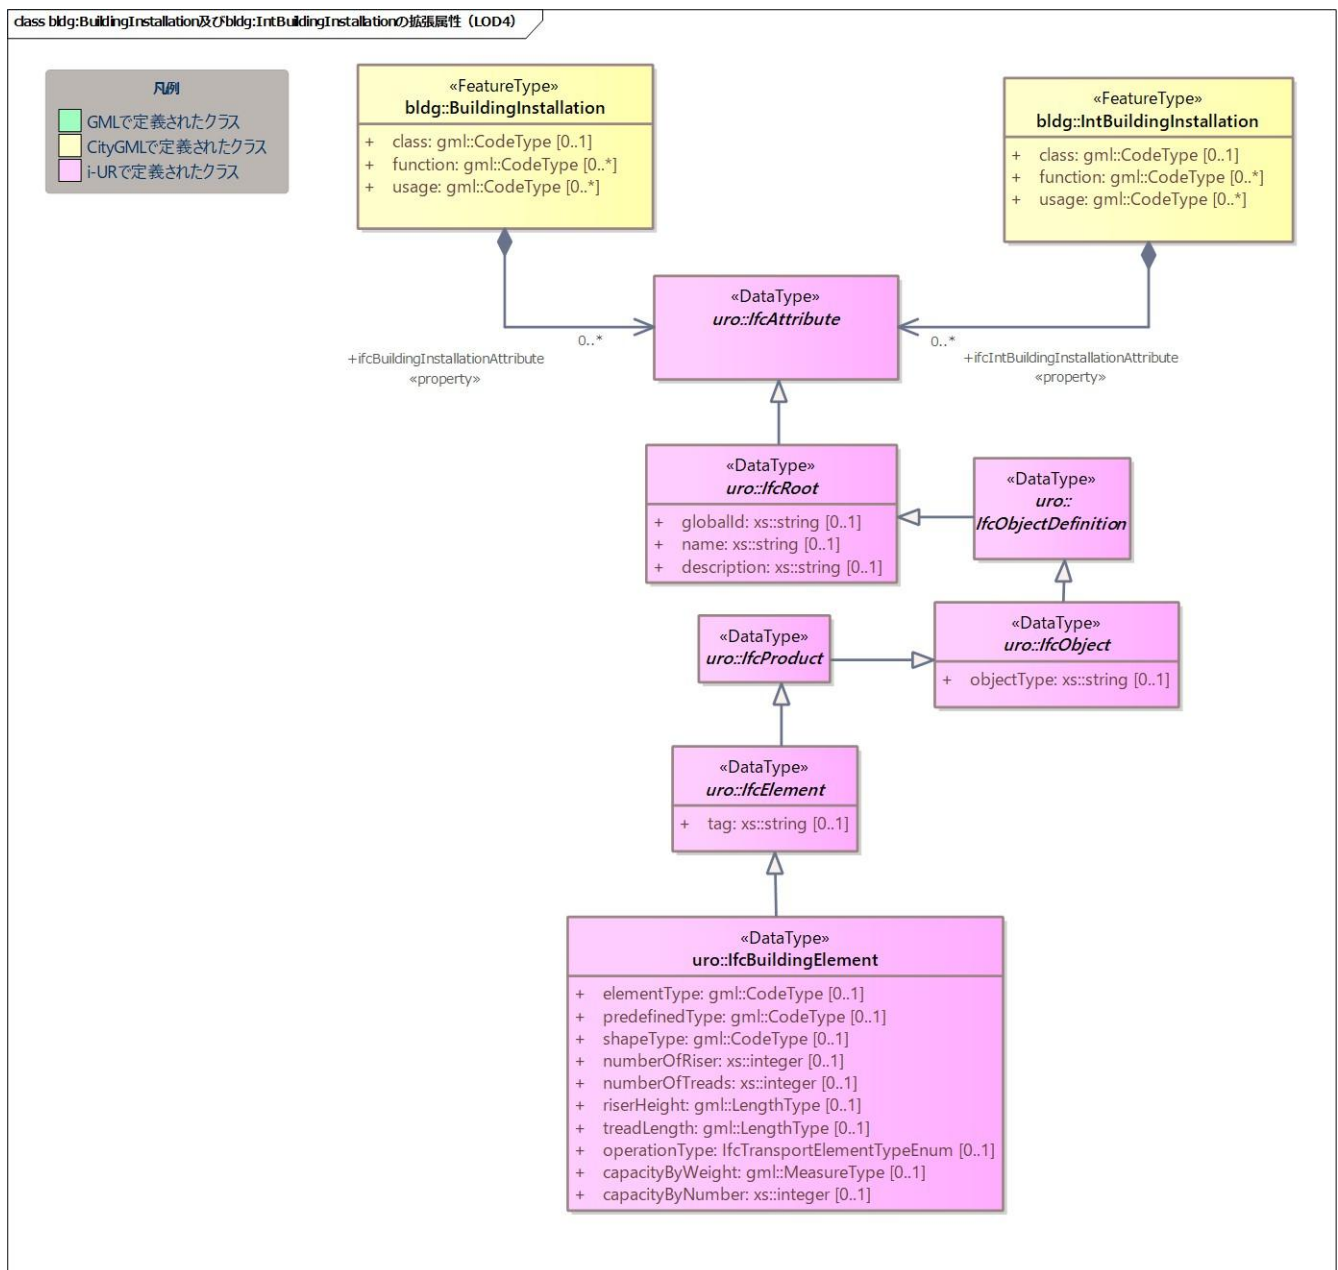 class bldg:BuildingInstallation及びbldg:IntBuildingInstallationの拡張属性（LOD4）
凡例
GMLで定義されたクラス
CityGMLで定義されたクラス
i-URで定義されたクラス
«FeatureType»
bldg::BuildingInstallation
+ class: gml::CodeType [0..1]
+ function: gml::CodeType [0..*]
+ usage: gml::CodeType [0..*]
«FeatureType»
bldg::IntBuildingInstallation
+ class: gml::CodeType [0..1]
+ function: gml::CodeType [0..*]
+ usage: gml::CodeType [0..*]
«DataType»
uro::IfcAttribute
0..*
+ifcBuildingInstallationAttribute
«property»
0..*
+ifcIntBuildingInstallationAttribute
«property»
«DataType»
uro::IfcRoot
+ globalId: xs::string [0..1]
+ name: xs::string [0..1]
+ description: xs::string [0..1]
«DataType»
uro::
IfcObjectDefinition
«DataType»
uro::IfcProduct
«DataType»
uro::IfcObject
+ objectType: xs::string [0..1]
«DataType»
uro::IfcElement
+ tag: xs::string [0..1]
«DataType»
uro::IfcBuildingElement
+ elementType: gml::CodeType [0..1]
+ predefinedType: gml::CodeType [0..1]
+ shapeType: gml::CodeType [0..1]
+ numberOfRiser: xs::integer [0..1]
+ numberOfTreads: xs::integer [0..1]
+ riserHeight: gml::LengthType [0..1]
+ treadLength: gml::LengthType [0..1]
+ operationType: IfcTransportElementTypeEnum [0..1]
+ capacityByWeight: gml::MeasureType [0..1]
+ capacityByNumber: xs::integer [0..1]